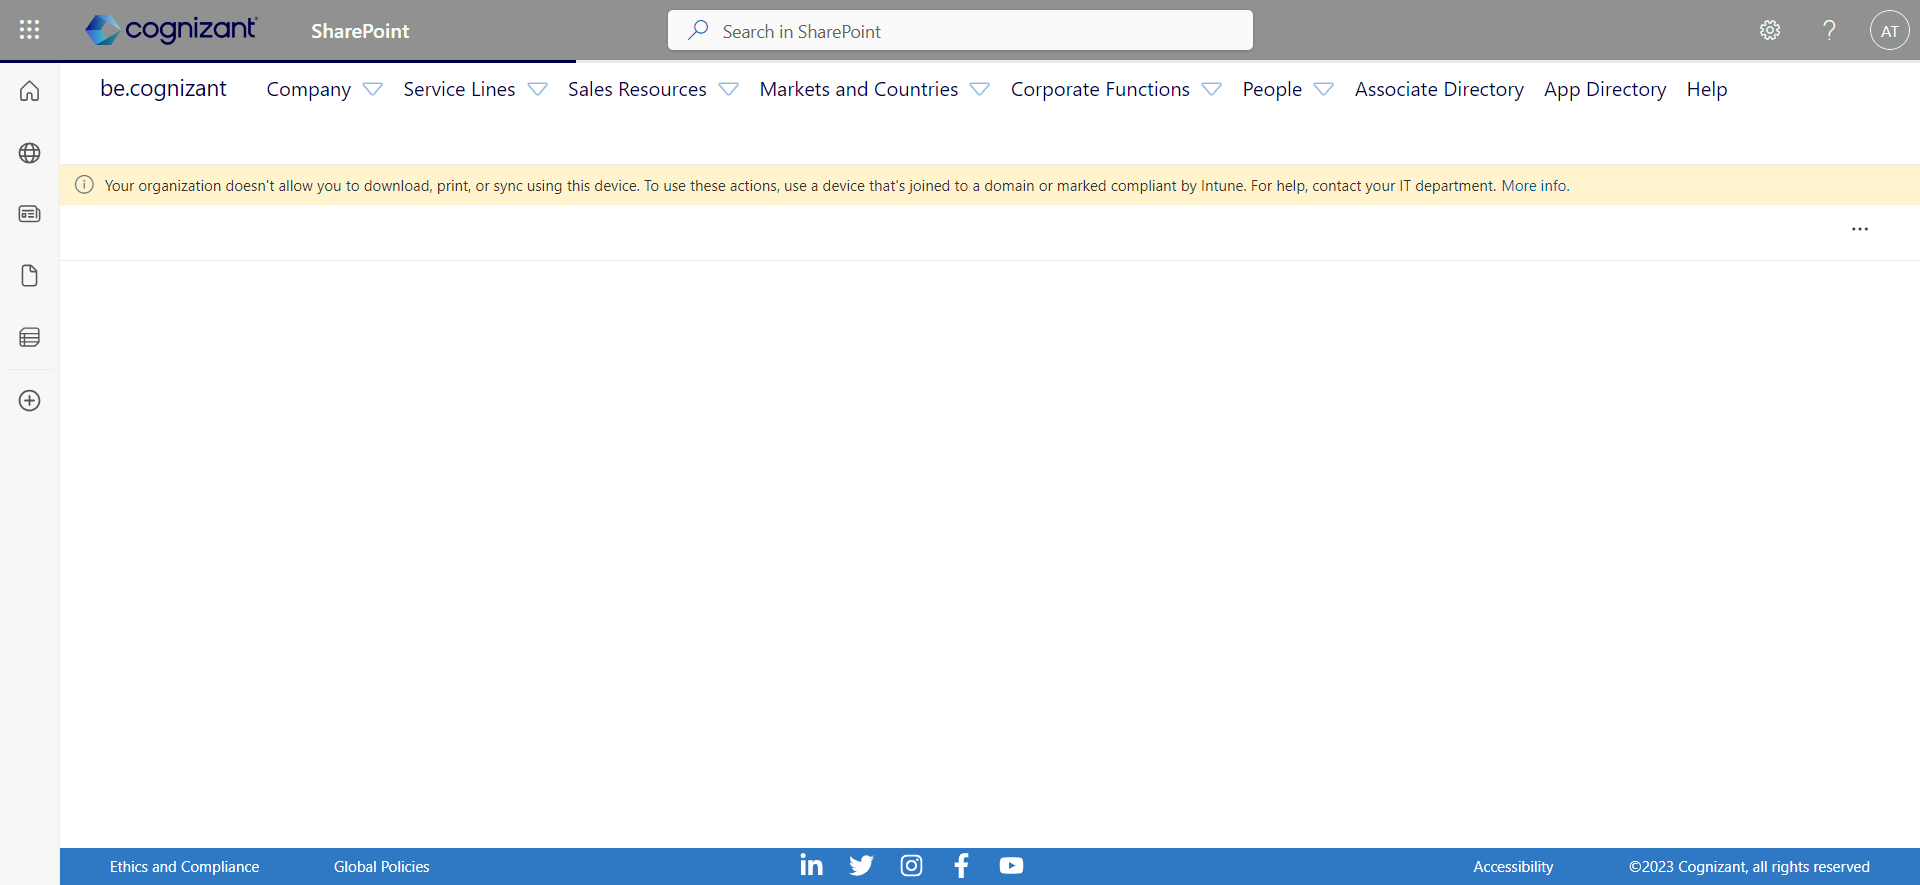 cognizant
SharePoint
Search in SharePoint
AT
be.cognizant
Company
Service Lines
Sales Resources
Markets and Countries
Corporate Functions
People
Associate Directory
App Directory
Help
Your organization doesn't allow you to download, print, or sync using this device. To use these actions, use a device that's joined to a domain or marked compliant by Intune. For help, contact your IT department. More info.
Ethics and Compliance
Global Policies
Accessibility
©2023 Cognizant, all rights reserved